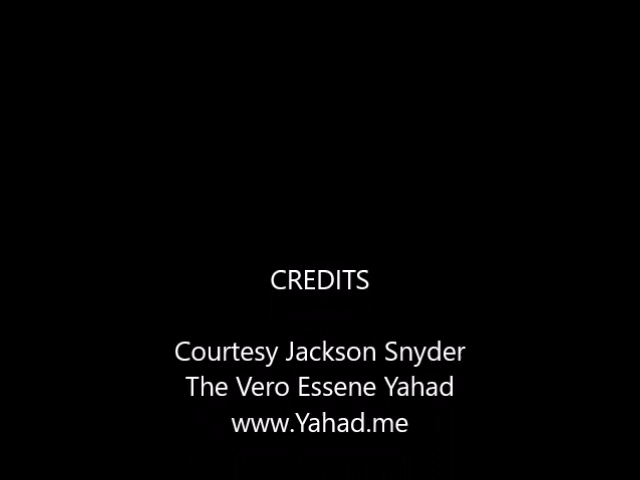 CREDITS
Courtesy Jackson Snyder
The Vero Essene Yahad
www.Yahad.me